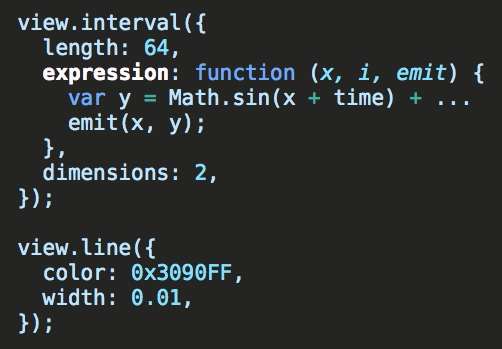 view.interval({
  length: 64,
  expression: function (x, i, emit) {
    var y = Math.sin(x + time) + ...
    emit(x, y);
  },
  dimensions: 2,
});

view.line({
  color: 0x3090FF,
  width: 0.01,
});